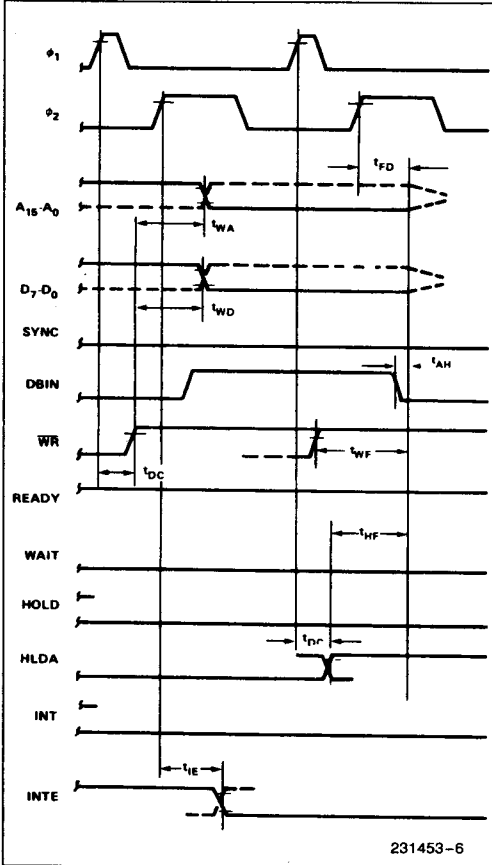 ϕ1
ϕ2
tFD
A15-A0
tWA
D7-D0
tWD
SYNC
tAH
DBIN
WR
tDC
tWF
READY
tHF
WAIT
HOLD
tDC
HLDA
INT
tIE
INTE
231453-6